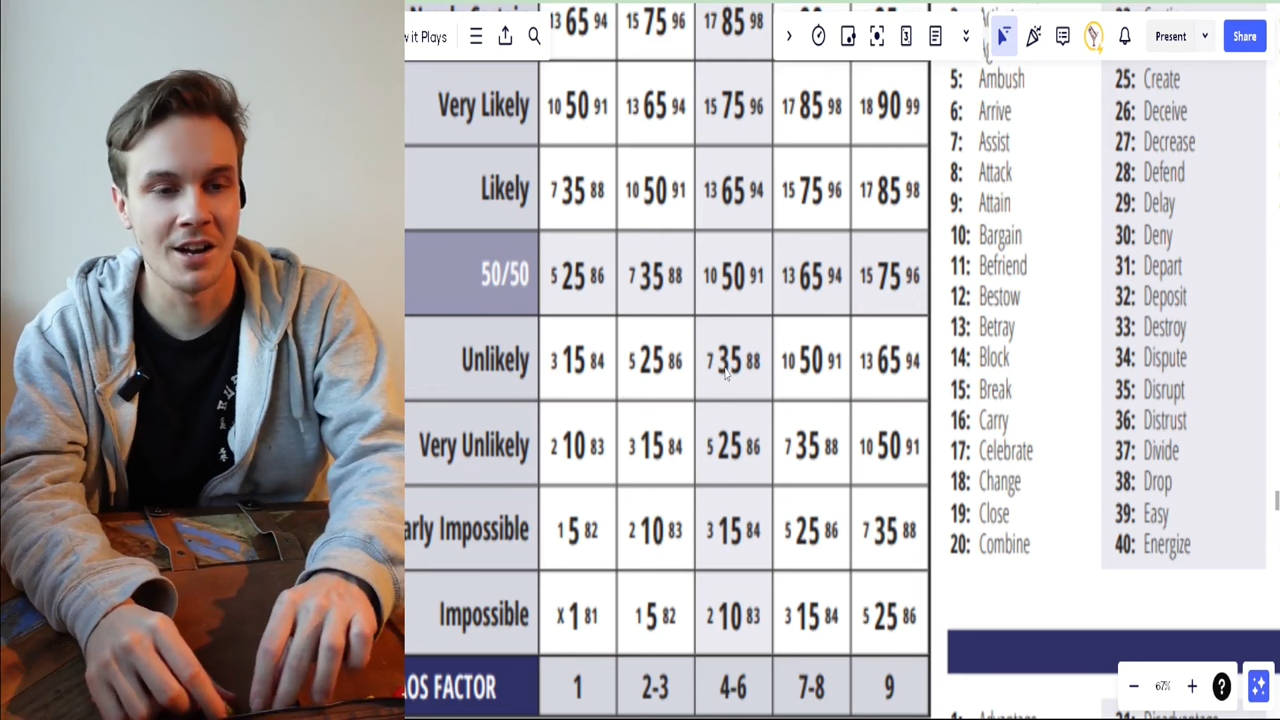 13 65 94 15 75 96 17 85 98
w it Plays
Present
Share
Very Likely 10 50 91 13 65 94 15 75 96 17 85 98 18 90 99
Likely 7 35 88 10 50 91 13 65 94 15 75 96 17 85 98
50/50 5 25 86 7 35 88 10 50 91 13 65 94 15 75 96
Unlikely 3 15 84 5 25 86 7 35 88 10 50 91 13 65 94
Very Unlikely 2 10 83 3 15 84 5 25 86 7 35 88 10 50 91
arly Impossible 1 5 82 2 10 83 3 15 84 5 25 86 7 35 88
Impossible X 1 81 1 5 82 2 10 83 3 15 84 5 25 86
OS FACTOR 1 2-3 4-6 7-8 9
5: Ambush
6: Arrive
7: Assist
8: Attack
9: Attain
10: Bargain
11: Befriend
12: Bestow
13: Betray
14: Block
15: Break
16: Carry
17: Celebrate
18: Change
19: Close
20: Combine
25: Create
26: Deceive
27: Decrease
28: Defend
29: Delay
30: Deny
31: Depart
32: Deposit
33: Destroy
34: Dispute
35: Disrupt
36: Distrust
37: Divide
38: Drop
39: Easy
40: Energize
67%
?